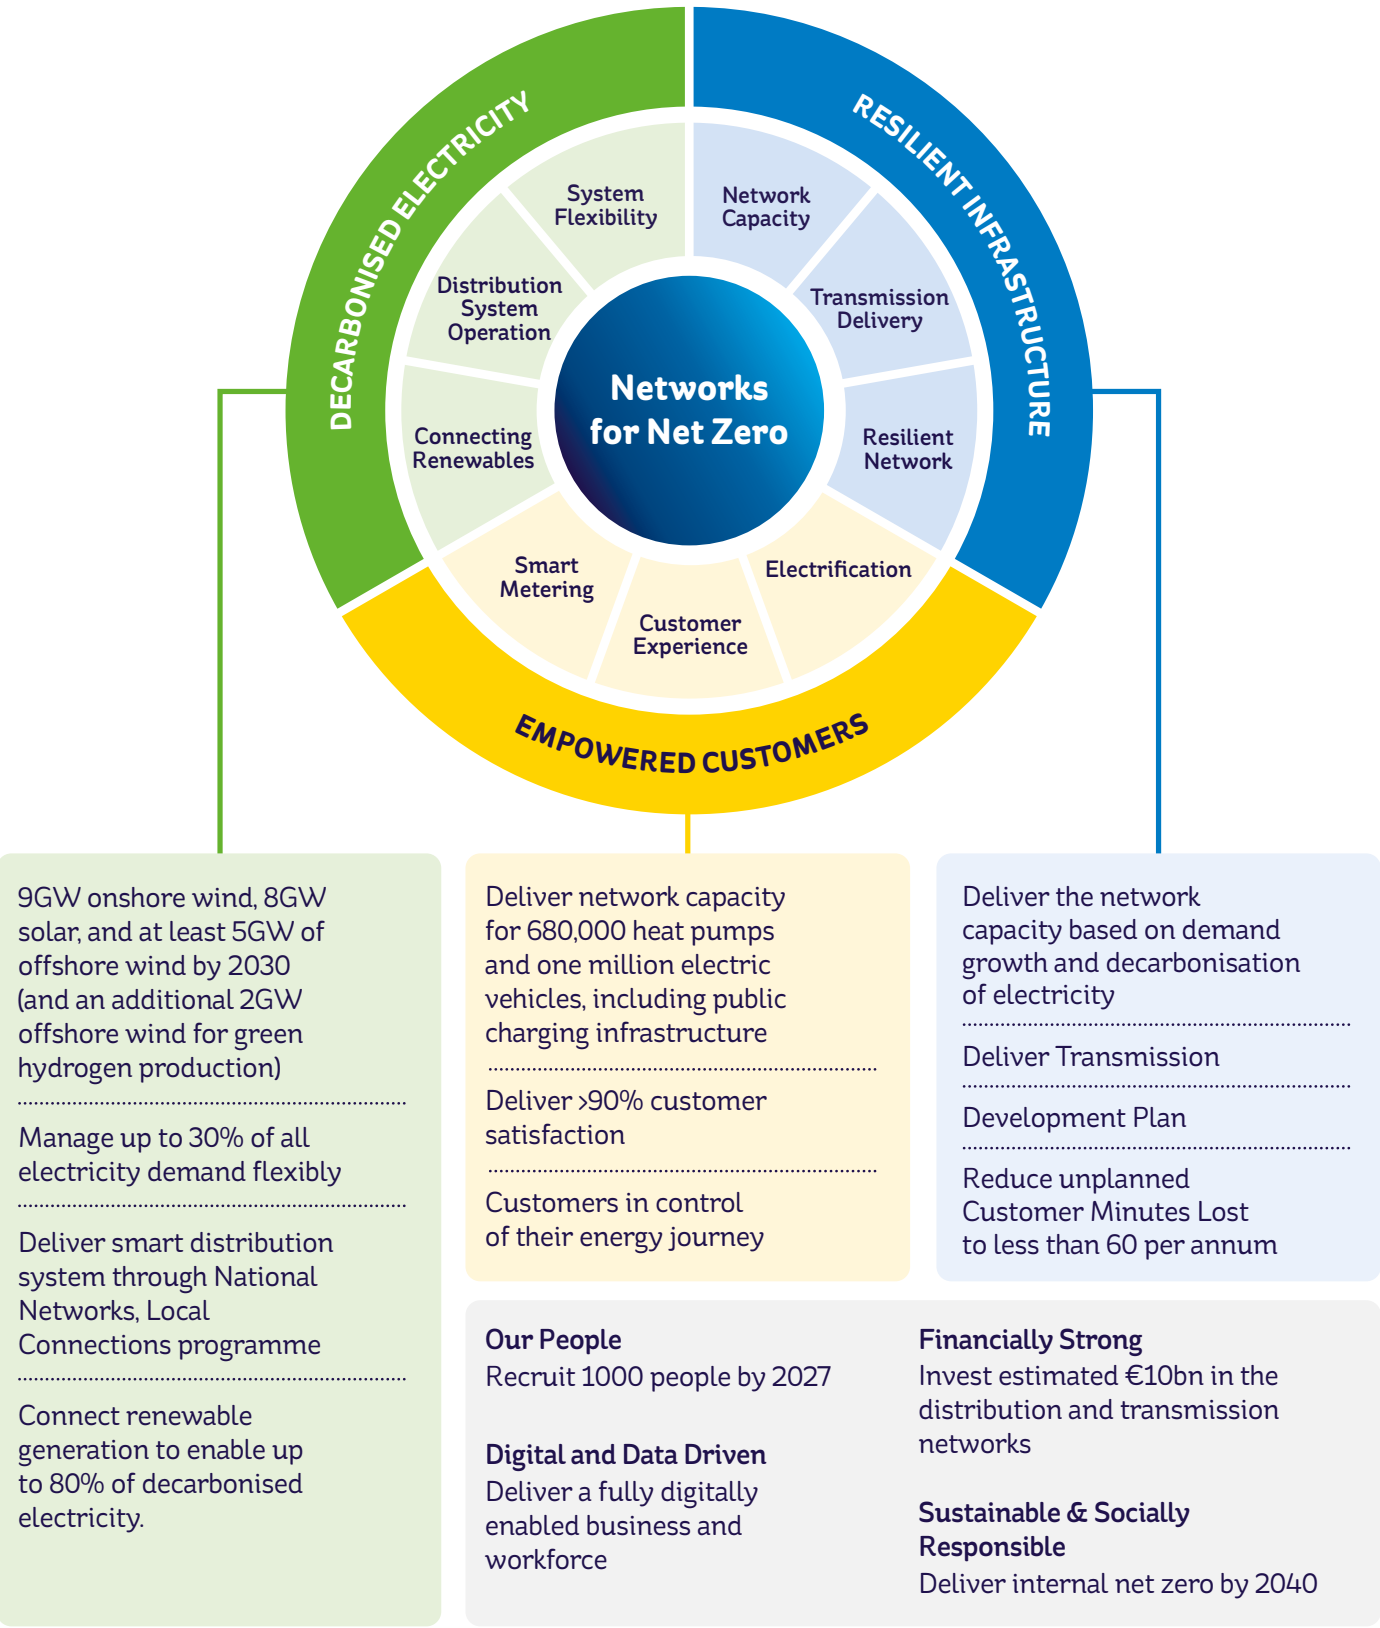 DECARBONISED ELECTRICITY
RESILIENT INFRASTRUCTURE
EMPOWERED CUSTOMERS
System
Flexibility
Network
Capacity
Distribution
System
Operation
Transmission
Delivery
Connecting
Renewables
Resilient
Network
Smart
Metering
Customer
Experience
Electrification
Networks
for Net Zero
9GW onshore wind, 8GW
solar, and at least 5GW of
offshore wind by 2030
(and an additional 2GW
offshore wind for green
hydrogen production)
Manage up to 30% of all
electricity demand flexibly
Deliver smart distribution
system through National
Networks, Local
Connections programme
Connect renewable
generation to enable up
to 80% of decarbonised
electricity.
Deliver network capacity
for 680,000 heat pumps
and one million electric
vehicles, including public
charging infrastructure
Deliver >90% customer
satisfaction
Customers in control
of their energy journey
Deliver the network
capacity based on demand
growth and decarbonisation
of electricity
Deliver Transmission
Development Plan
Reduce unplanned
Customer Minutes Lost
to less than 60 per annum
Our People
Recruit 1000 people by 2027
Digital and Data Driven
Deliver a fully digitally
enabled business and
workforce
Financially Strong
Invest estimated €10bn in the
distribution and transmission
networks
Sustainable & Socially
Responsible
Deliver internal net zero by 2040